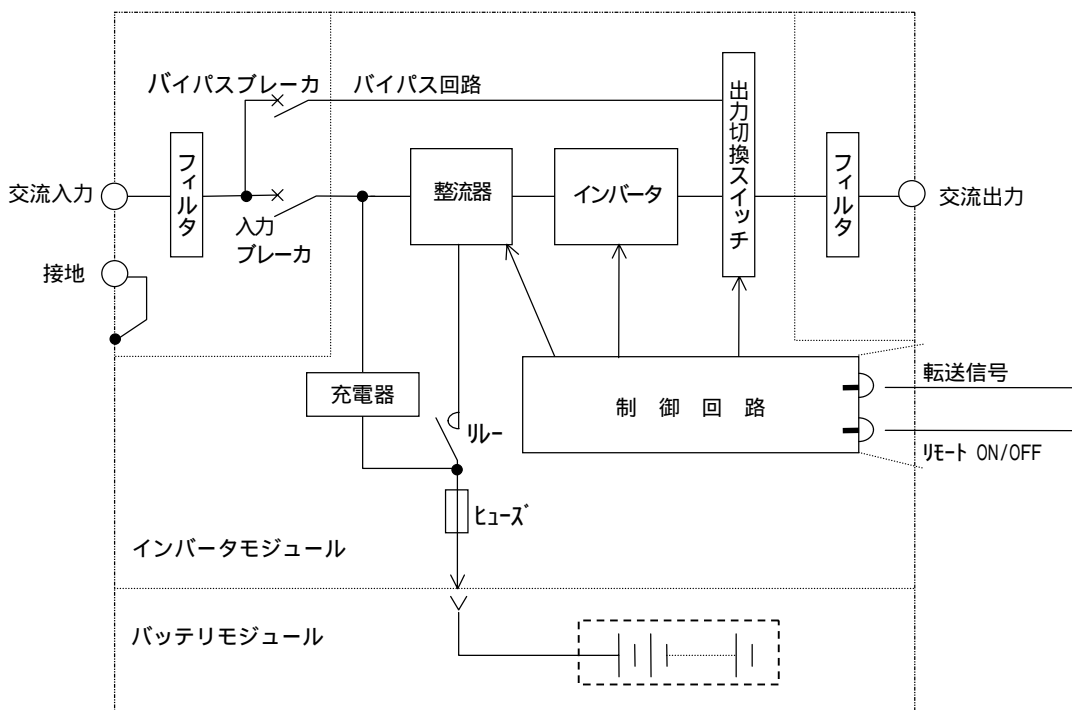 バイパスブレーカ
バイパス回路
出力切換スイッチ
フィルタ
整流器
インバータ
フィルタ
交流入力
交流出力
入力
ブレーカ
接地
充電器
制御回路
転送信号
ﾘﾚｰ
ﾘﾓｰﾄ ON/OFF
ﾋｭｰｽﾞ
インバータモジュール
バッテリモジュール